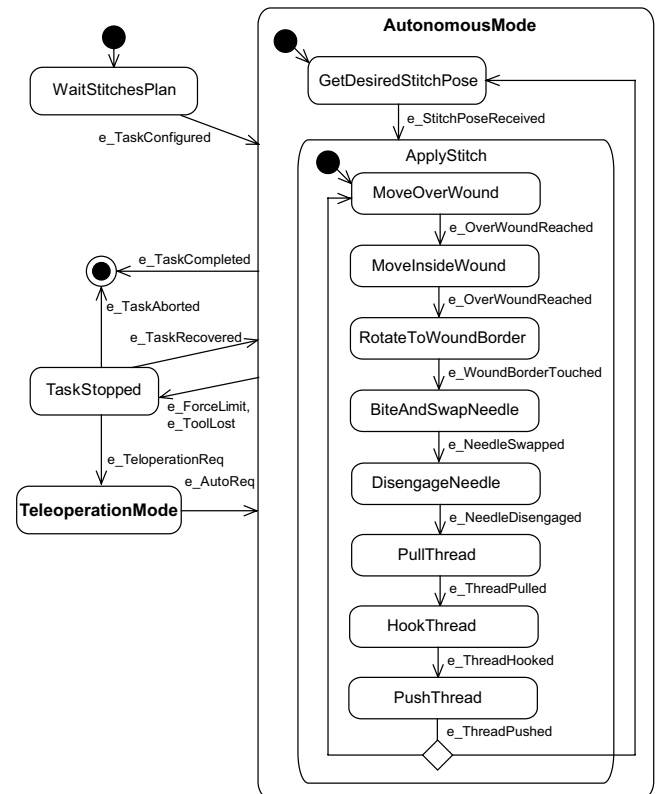 AutonomousMode
WaitStitchesPlan
GetDesiredStitchPose
e_TaskConfigured
e_StitchPoseReceived
ApplyStitch
MoveOverWound
e_OverWoundReached
MoveInsideWound
e_TaskCompleted
e_OverWoundReached
e_TaskAborted
e_TaskRecovered
RotateToWoundBorder
e_WoundBorderTouched
TaskStopped
e_ForceLimit,
e_ToolLost
BiteAndSwapNeedle
e_NeedleSwapped
e_TeloperationReq
e_AutoReq
DisengageNeedle
TeleoperationMode
e_NeedleDisengaged
PullThread
e_ThreadPulled
HookThread
e_ThreadHooked
PushThread
e_ThreadPushed